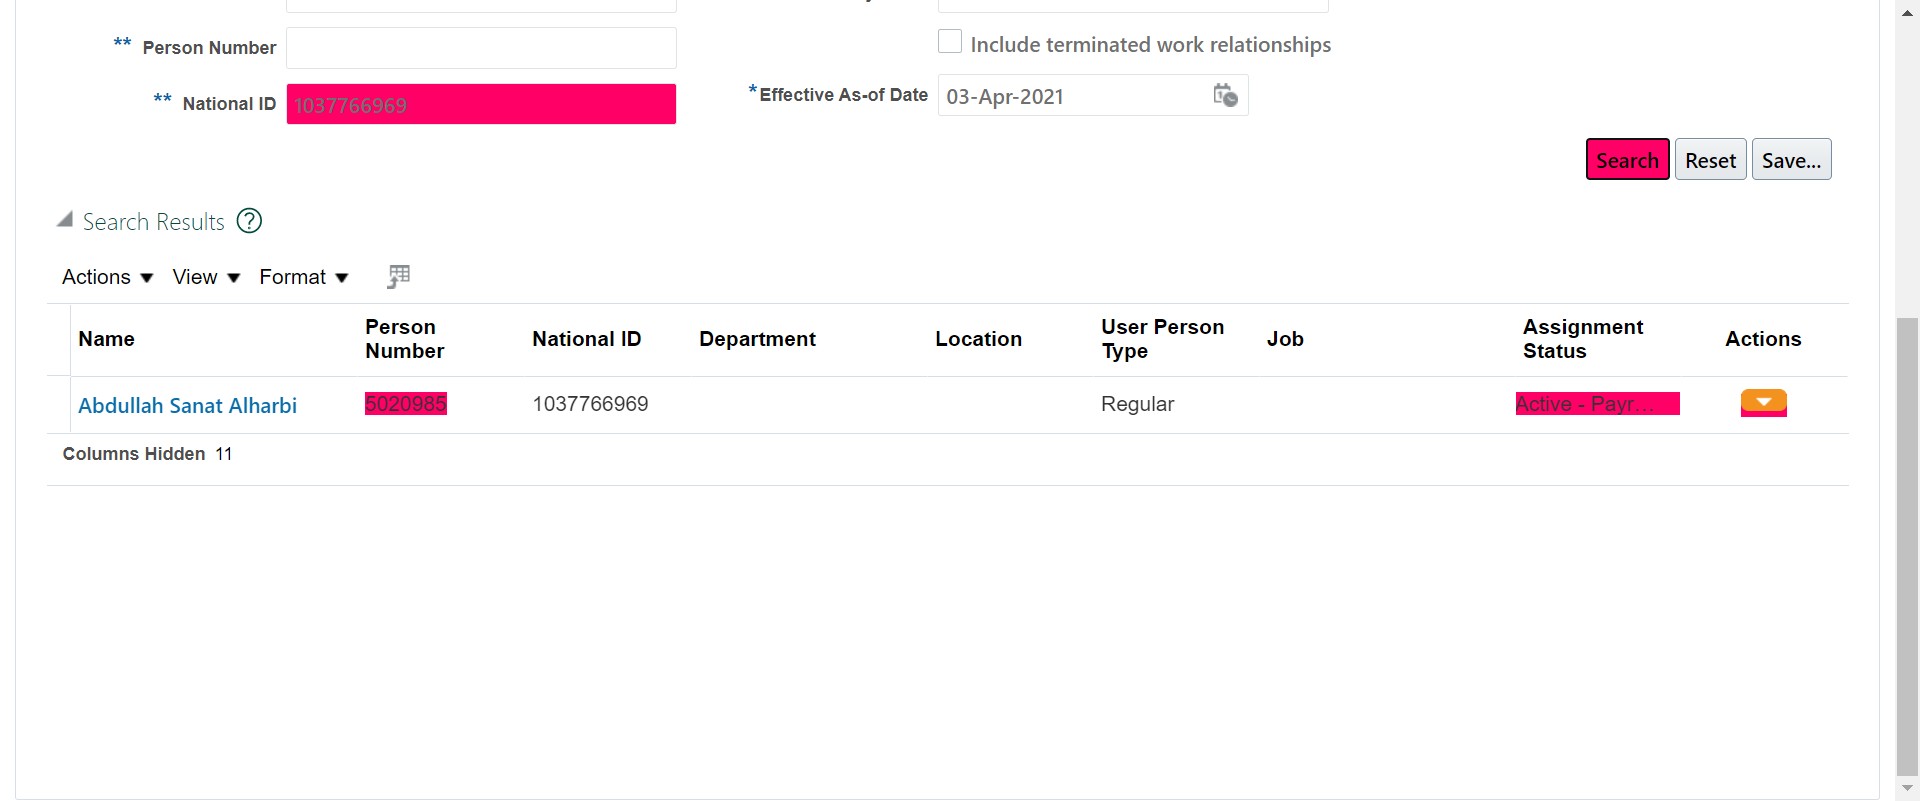 ** Person Number
Include terminated work relationships
** National ID 1037766969
*Effective As-of Date 03-Apr-2021
Search Reset Save...
Search Results ?
Actions View Format
Name Person Number National ID Department Location User Person Type Job Assignment Status Actions
Abdullah Sanat Alharbi 5020985 1037766969 Regular Active - Payr...
Columns Hidden 11